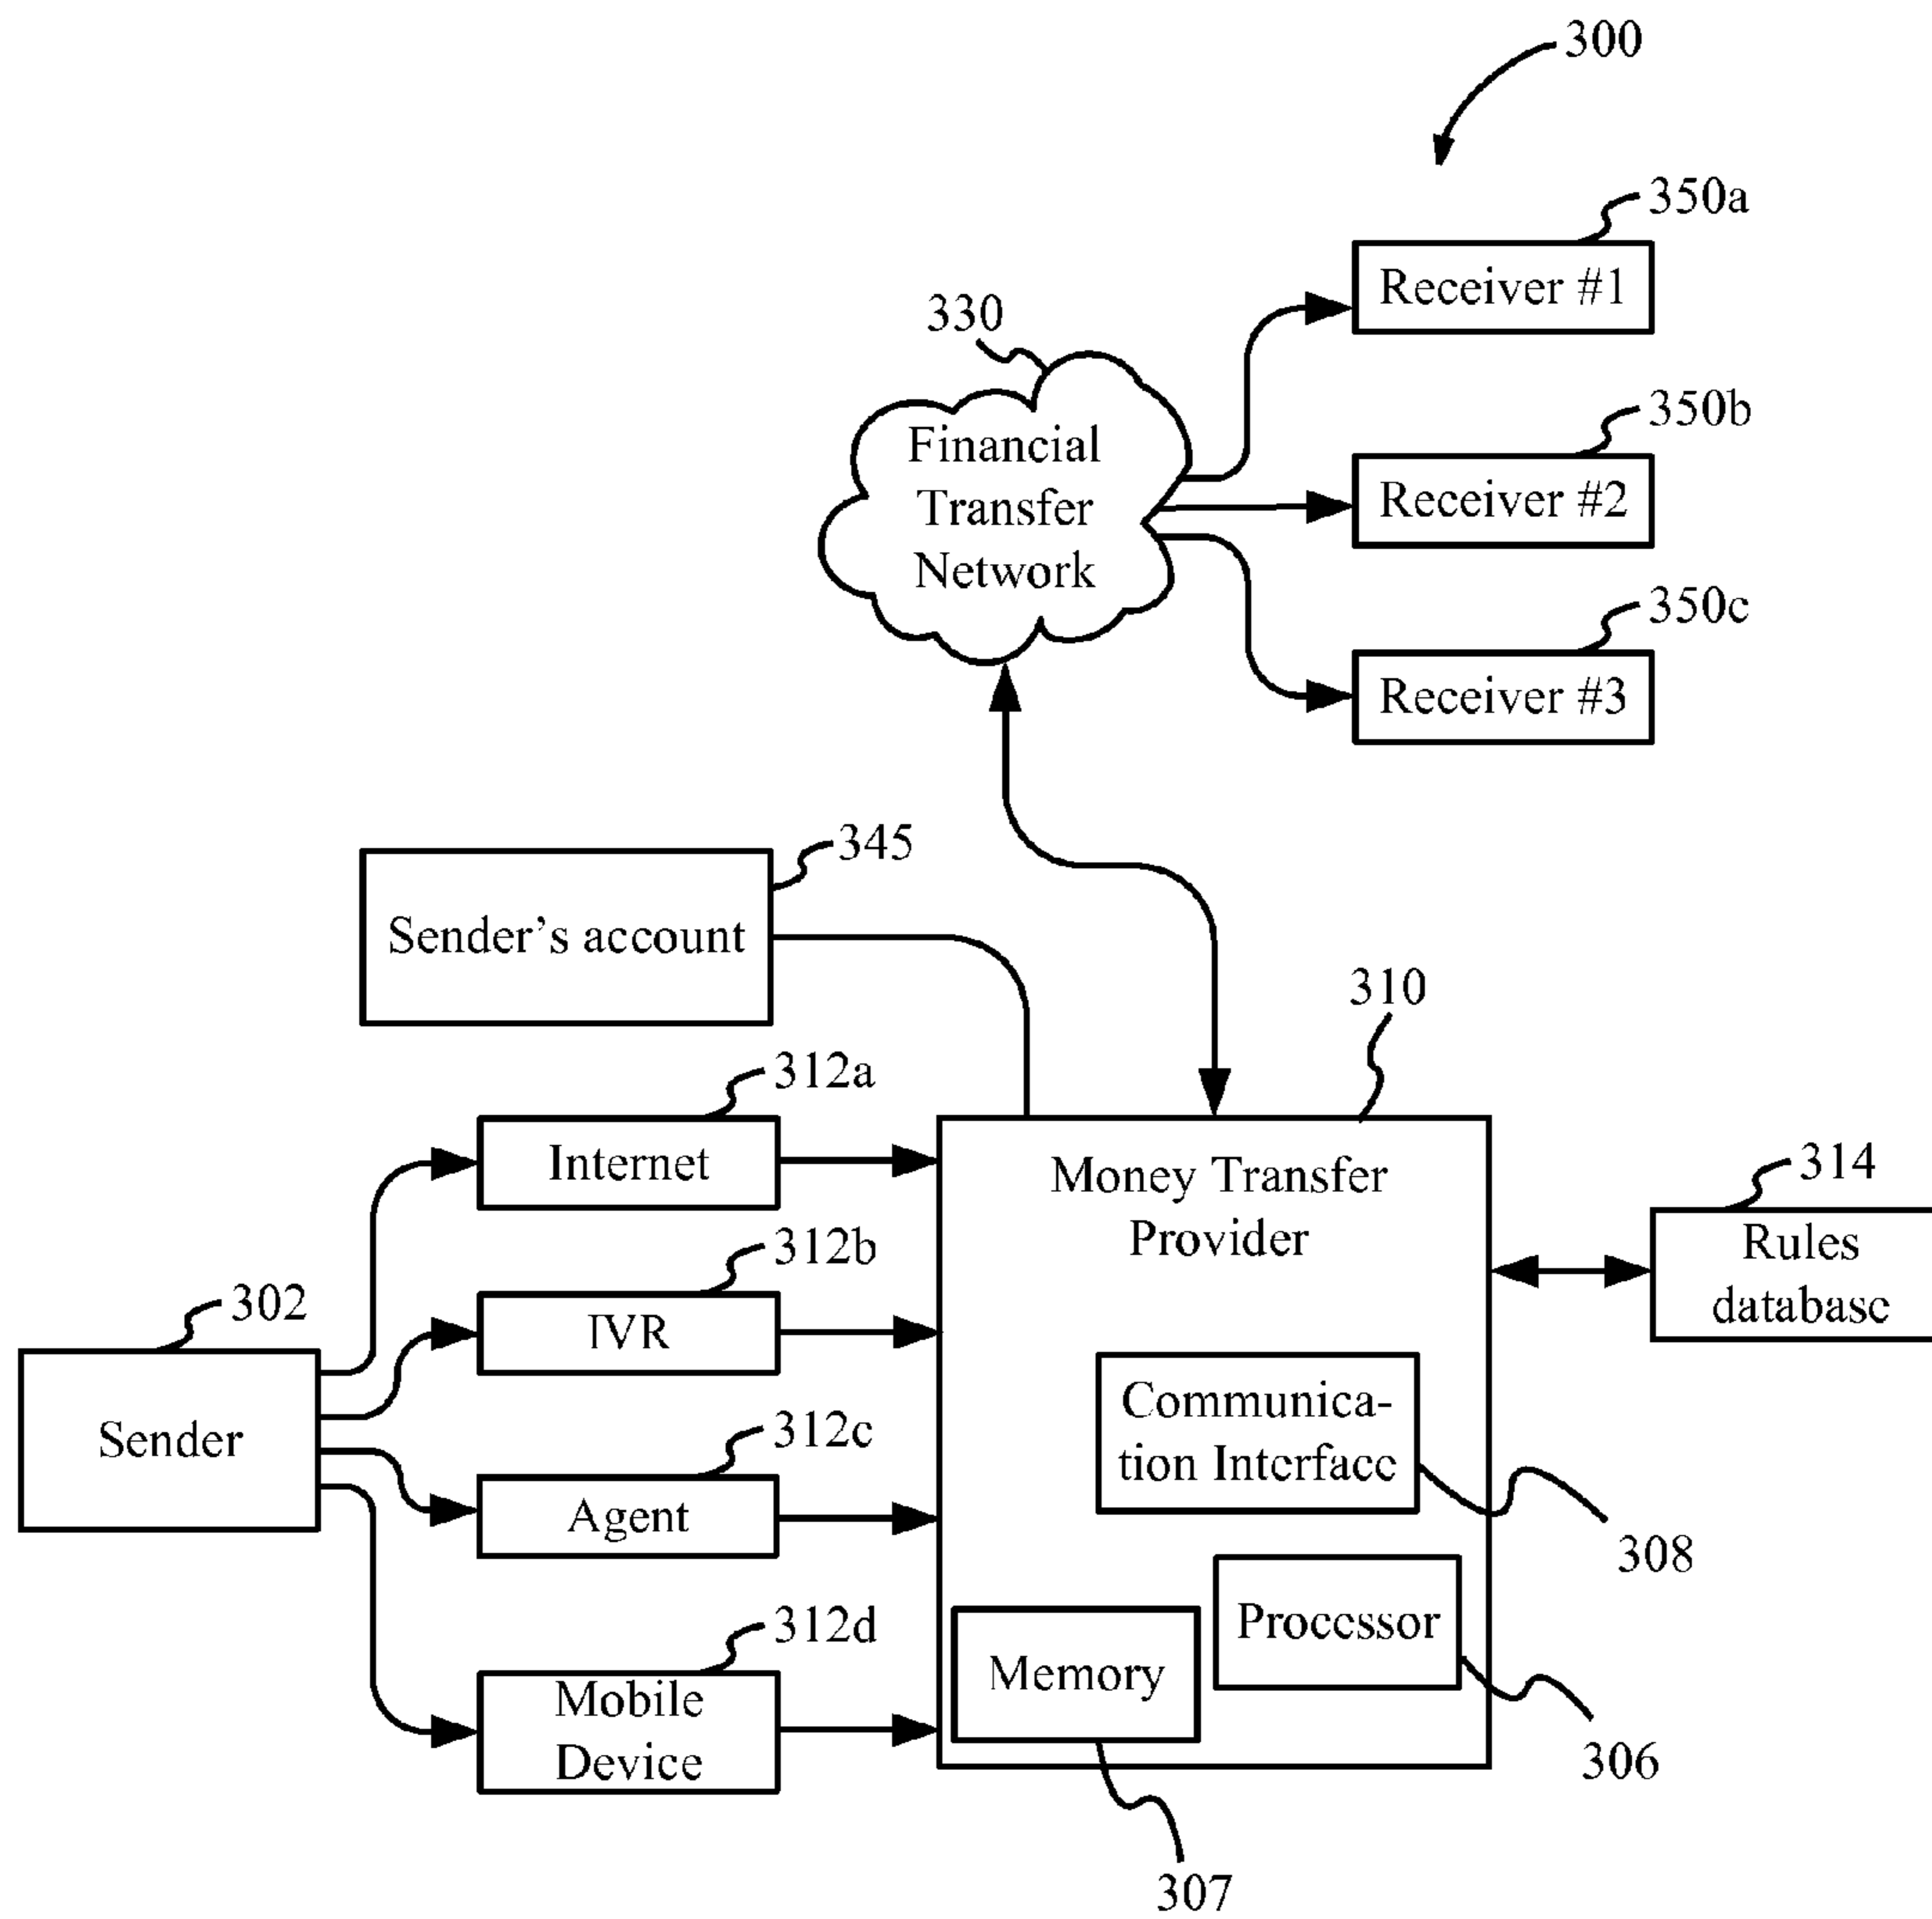 300
350a
Receiver #1
330
350b
Financial
Transfer
Network
Receiver #2
350c
Receiver #3
345
Sender's account
310
312a
Internet
Money Transfer
Provider
314
Rules
database
312b
IVR
302
Sender
Communica-
tion Interface
312c
Agent
308
Processor
312d
Memory
Mobile
Device
306
307